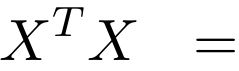 X^T X =